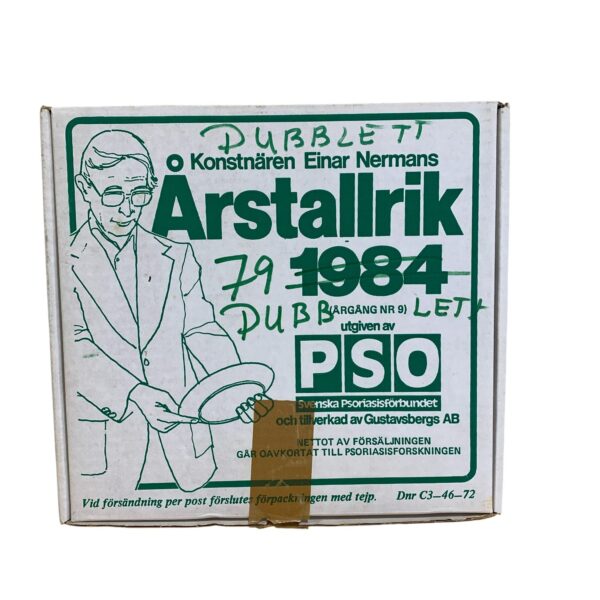 DUBBLETT
Konstnären Einar Nermans
Årstallrik
79 1984
(ÅRGÅNG NR 9)
DUBBLETT
utgiven av
PSO
Svenska Psoriasisförbundet
och tillverkad av Gustavsbergs AB
NETTOT AV FÖRSÄLJNINGEN
GÅR OAVKORTAT TILL PSORIASISFORSKNINGEN
Vid försändning per post förslutes förpackningen med tejp. Dnr C3-46-72